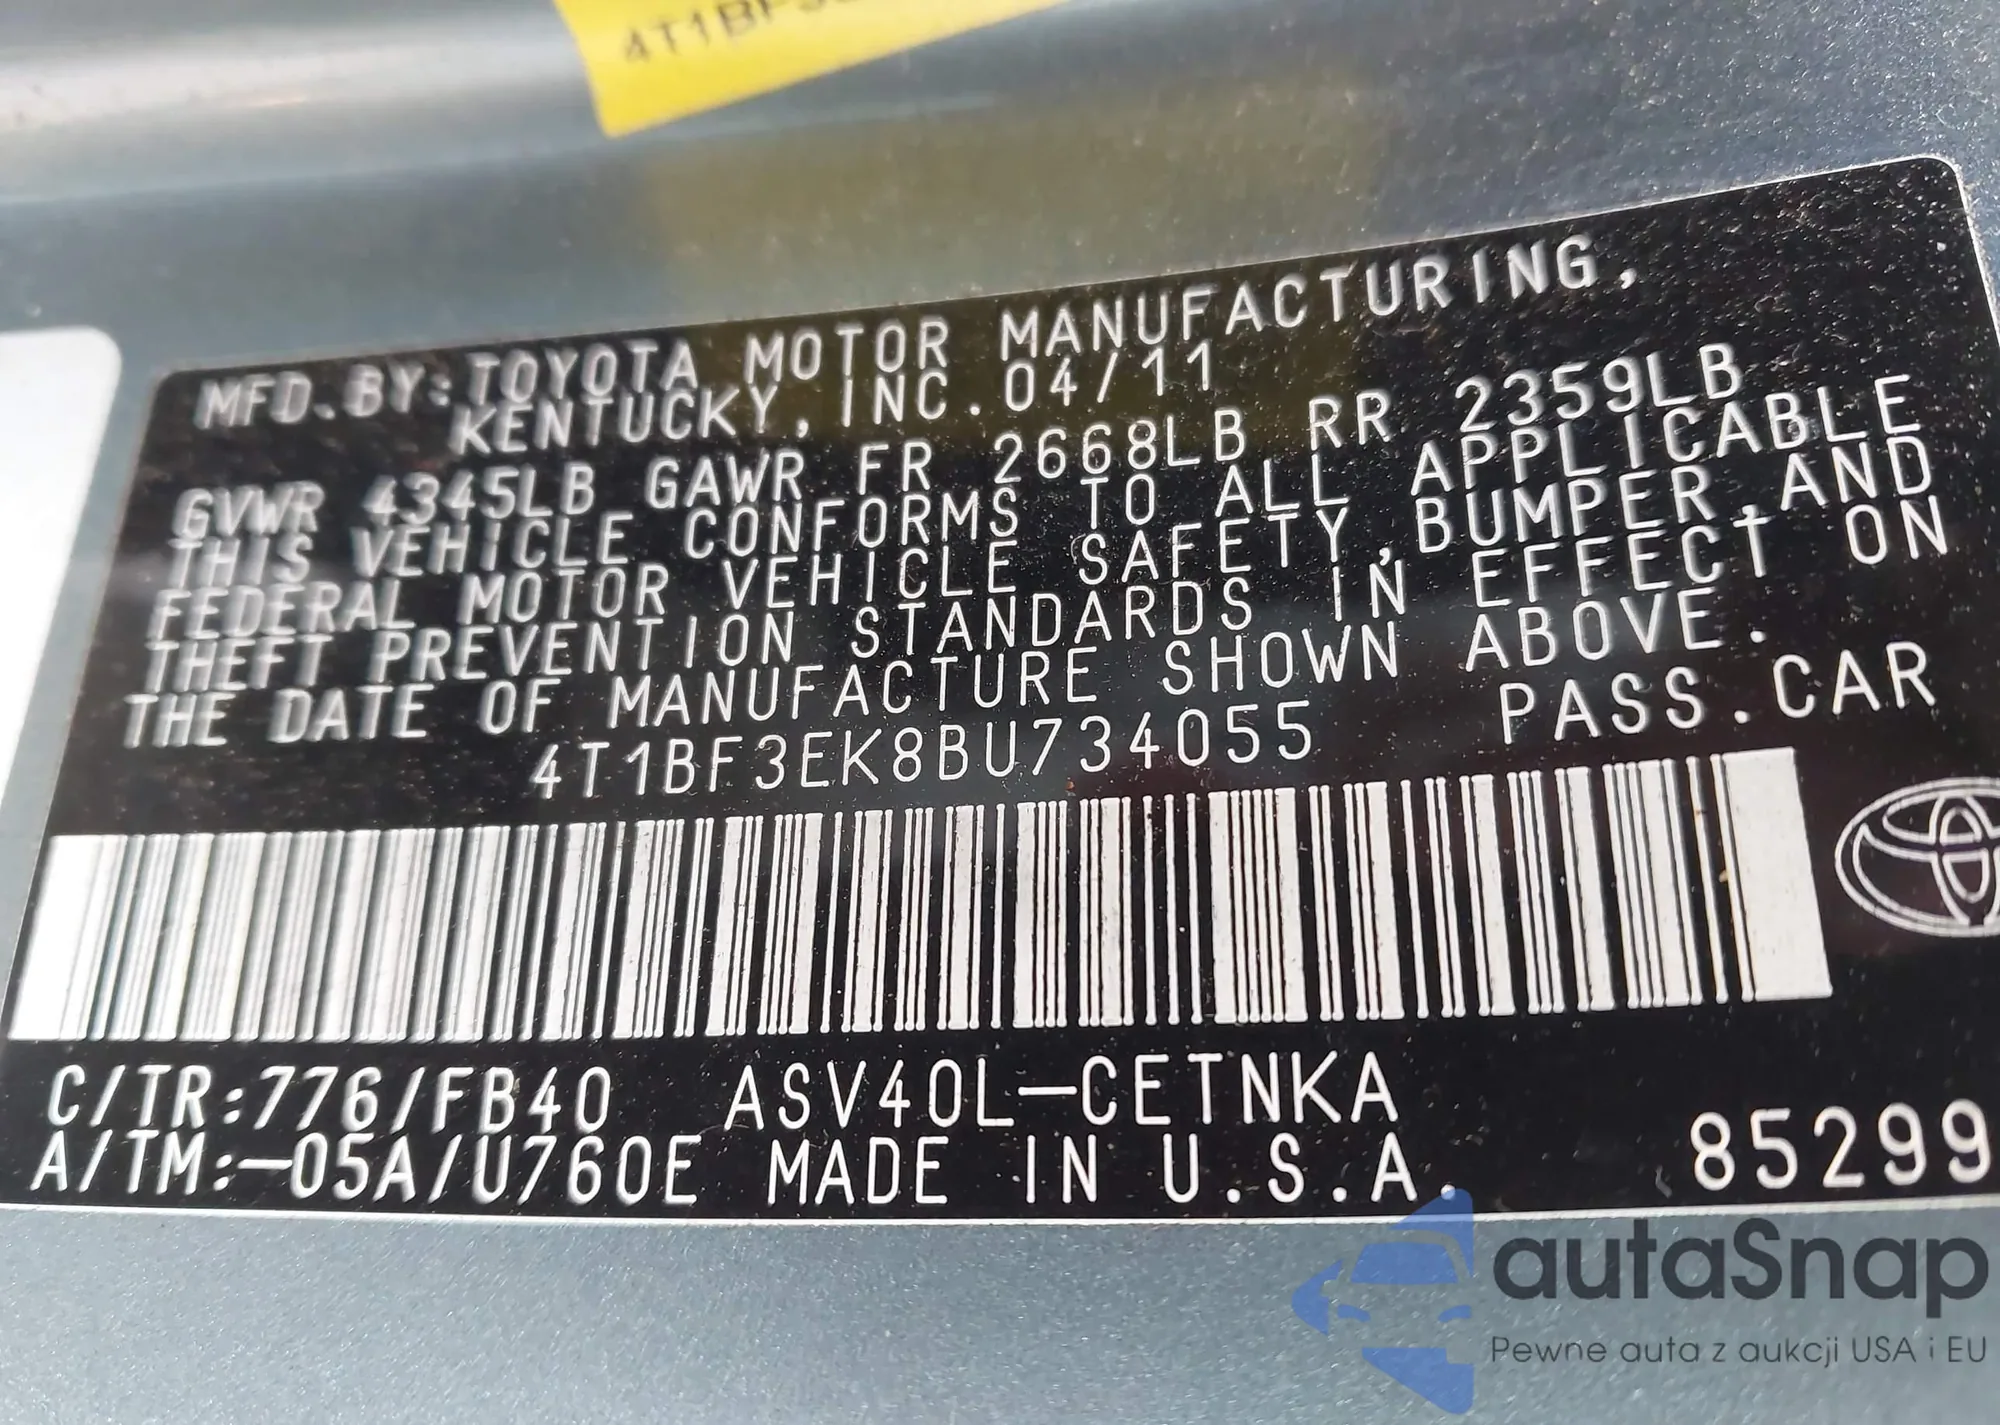 4T1BF3E
MFD.BY:TOYOTA MOTOR MANUFACTURING,
KENTUCKY,INC.04/11
GVWR 4345LB GAWR FR 2668LB RR 2359LB
THIS VEHICLE CONFORMS TO ALL APPLICABLE
FEDERAL MOTOR VEHICLE SAFETY,BUMPER,AND
THEFT PREVENTION STANDARDS IN EFFECT ON
THE DATE OF MANUFACTURE SHOWN ABOVE.
4T1BF3EK8BU734055 PASS.CAR
C/TR:776/FB40 ASV40L-CETNKA
A/TM:-05A/U760E MADE IN U.S.A. 85299
autaSnap
Pewne auta z aukcji USA i EU